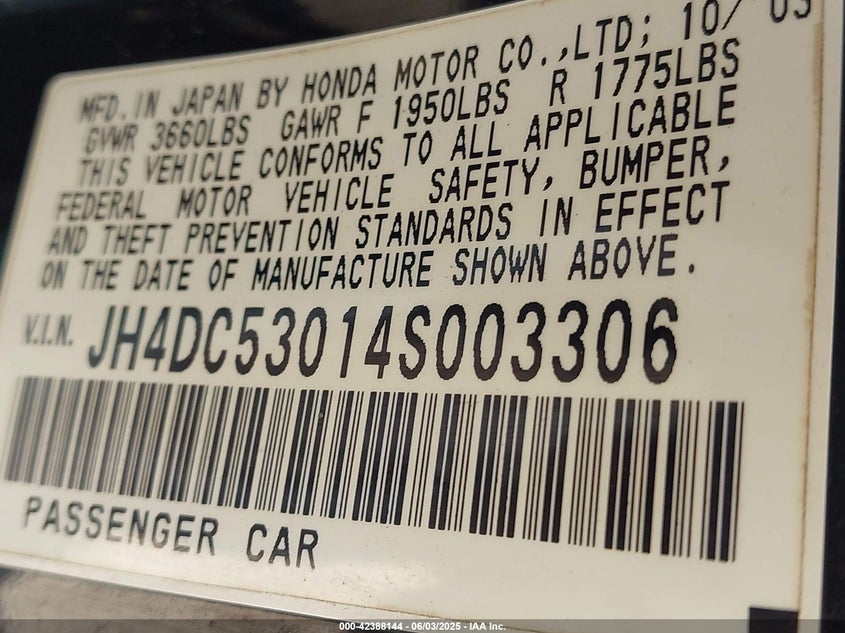 MFD. IN JAPAN BY HONDA MOTOR CO.,LTD; 10/ 03
GVWR 3660LBS GAWR F 1950LBS R 1775LBS
THIS VEHICLE CONFORMS TO ALL APPLICABLE
FEDERAL MOTOR VEHICLE SAFETY, BUMPER,
AND THEFT PREVENTION STANDARDS IN EFFECT
ON THE DATE OF MANUFACTURE SHOWN ABOVE.
V.I.N. JH4DC53014S003306
PASSENGER CAR
000-42388144 - 06/03/2025 - IAA Inc.